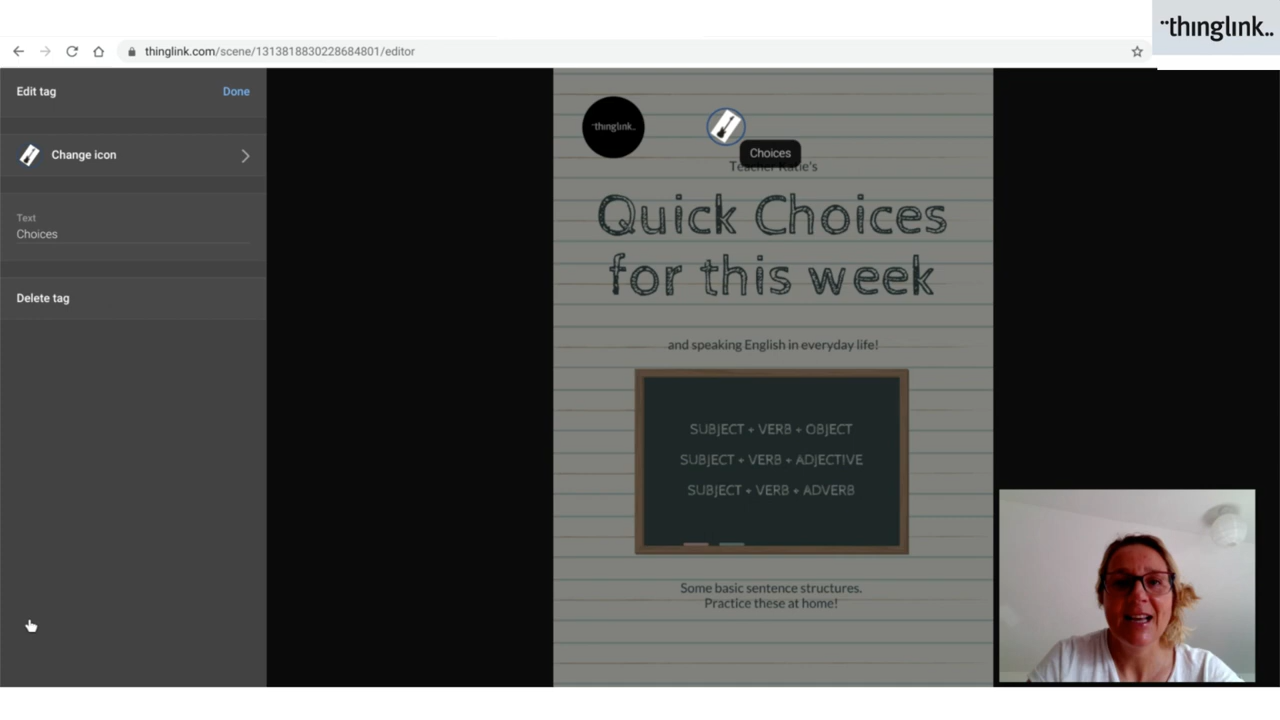 ¨thinglink..
thinglink.com/scene/1313818830228684801/editor
Edit tag
Done
Change icon
Text
Choices
Delete tag
¨thinglink..
Choices
Teacher Katie's
Quick Choices
for this week
and speaking English in everyday life!
SUBJECT + VERB + OBJECT
SUBJECT + VERB + ADJECTIVE
SUBJECT + VERB + ADVERB
Some basic sentence structures.
Practice these at home!